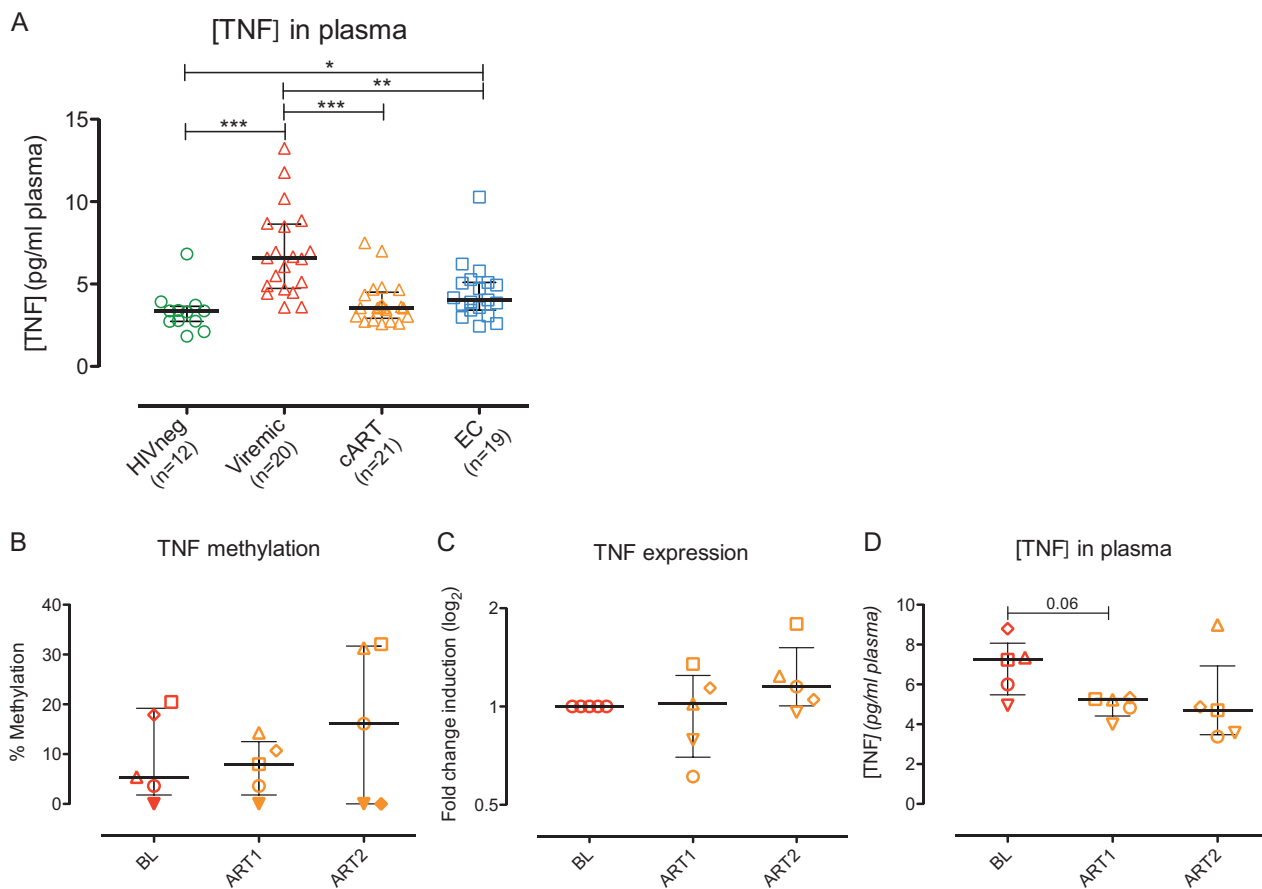 A
[TNF] in plasma
*
**
***
***
[TNF] (pg/ml plasma)
15
10
5
0
HIVneg
(n=12)
Viremic
(n=20)
cART
(n=21)
EC
(n=19)
B
TNF methylation
% Methylation
40
30
20
10
0
BL
ART1
ART2
C
TNF expression
Fold change induction (log₂)
2
1
0.5
BL
ART1
ART2
D
[TNF] in plasma
[TNF] (pg/ml plasma)
10
8
6
4
2
0
0.06
BL
ART1
ART2